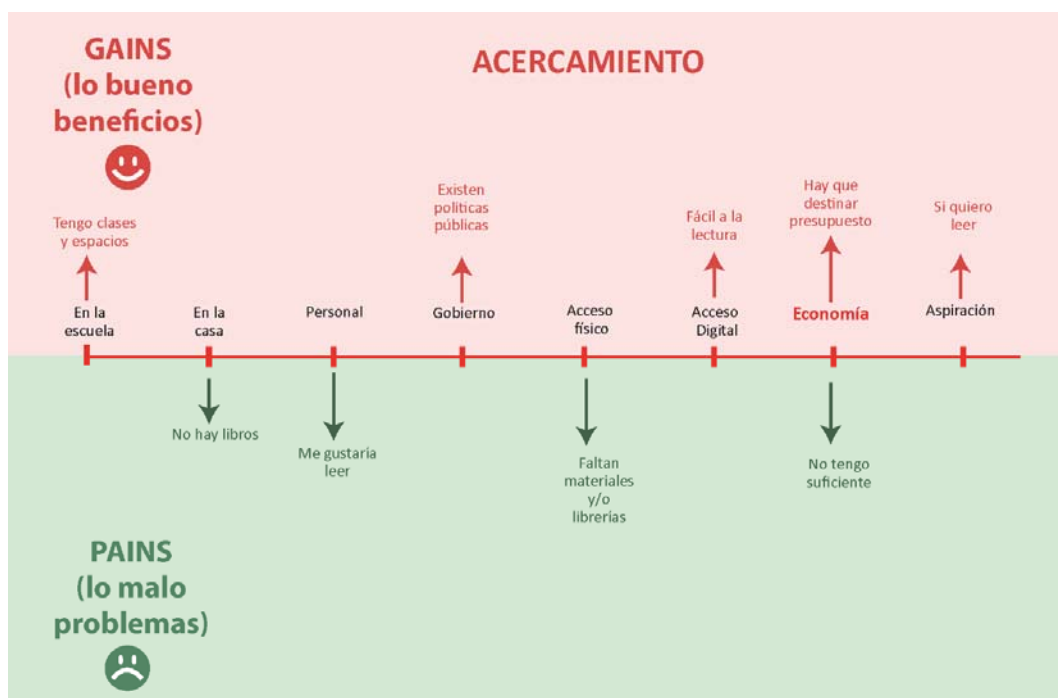 GAINS
(lo bueno
beneficios)
ACERCAMIENTO
Tengo clases
y espacios
Existen
políticas
públicas
Fácil a la
lectura
Hay que
destinar
presupuesto
Si quiero
leer
En la
escuela
En la
casa
Personal
Gobierno
Acceso
físico
Acceso
Digital
Economía
Aspiración
No hay libros
Me gustaría
leer
Faltan
materiales
y/o
librerías
No tengo
suficiente
PAINS
(lo malo
problemas)